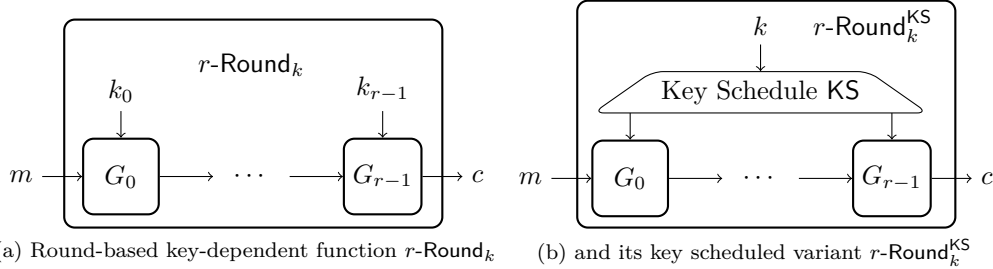 r-Round_k
k_0
k_{r−1}
m G_0 ⋯ G_{r−1} c
(a) Round-based key-dependent function r-Round_k
k r-Round_k^{KS}
Key Schedule KS
m G_0 ⋯ G_{r−1} c
(b) and its key scheduled variant r-Round_k^{KS}